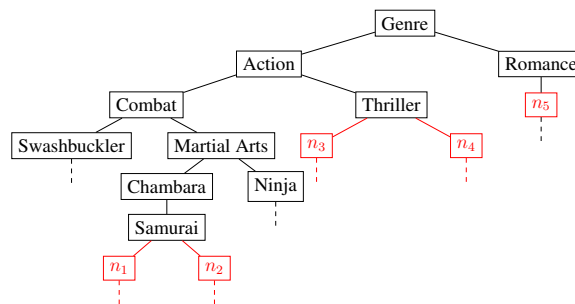 Genre
Action
Romance
Combat
Thriller
n5
Swashbuckler
Martial Arts
n3
n4
Chambara
Ninja
Samurai
n1
n2